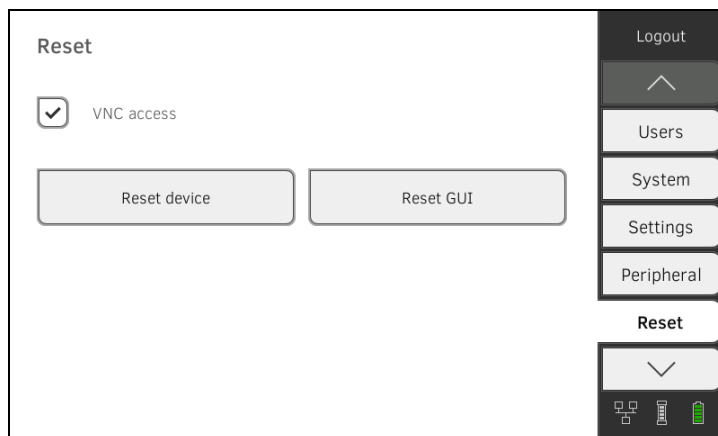 Reset
VNC access
Reset device
Reset GUI
Logout
Users
System
Settings
Peripheral
Reset